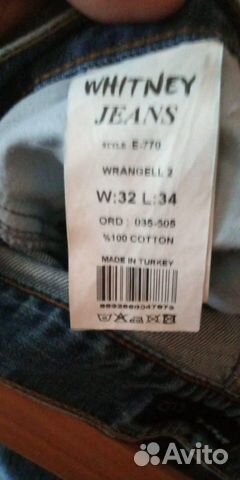 WHITNEY
JEANS
STYLE: E-770
WRANGELL 2
W:32 L:34
ORD : 035-505
%100 COTTON
MADE IN TURKEY
Avito